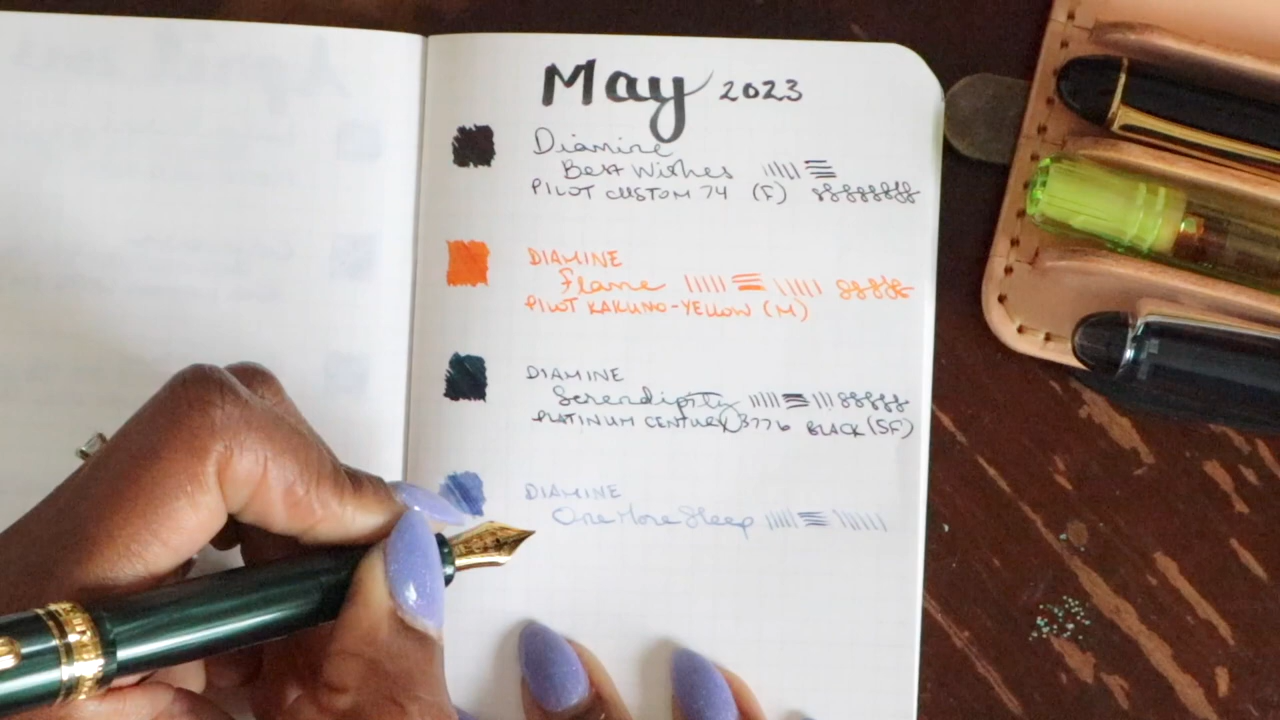 May 2023
Diamine
Best Wishes
PILOT CUSTOM 74 (F)
DIAMINE
Flame
PILOT KAKUNO-YELLOW (M)
DIAMINE
Serendipity
PLATINUM CENTURY 3776 BLACK (SF)
DIAMINE
One More Sleep